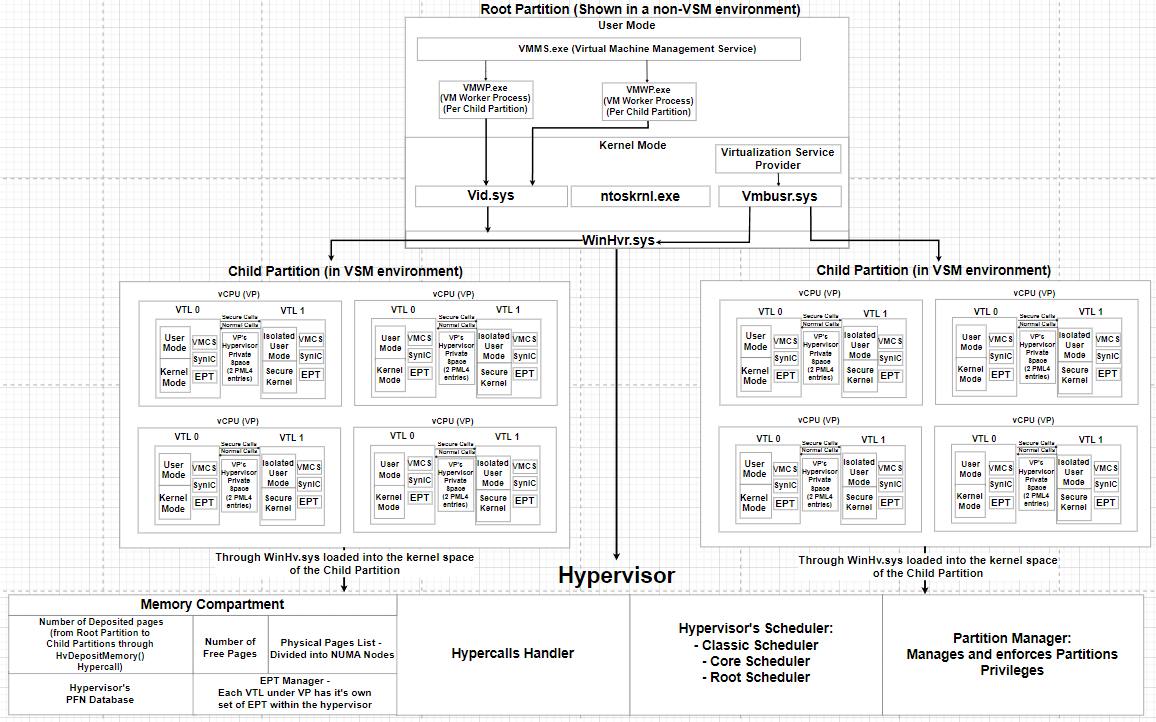 Root Partition (Shown in a non-VSM environment)
User Mode
VMMS.exe (Virtual Machine Management Service)
VMWP.exe
(VM Worker Process)
(Per Child Partition)
VMWP.exe
(VM Worker Process)
(Per Child Partition)
Kernel Mode
Virtualization Service
Provider
Vid.sys
ntoskrnl.exe
Vmbusr.sys
WinHvr.sys
Child Partition (in VSM environment)
vCPU (VP)
VTL 0
VTL 1
Secure Calls
Normal Calls
User
Mode
Kernel
Mode
VMCS
SynIC
EPT
VP's
Hypervisor
Private
Space
(2 PML4
entries)
Isolated
User
Mode
Secure
Kernel
VMCS
SynIC
EPT
vCPU (VP)
VTL 0
VTL 1
Secure Calls
Normal Calls
User
Mode
Kernel
Mode
VMCS
SynIC
EPT
VP's
Hypervisor
Private
Space
(2 PML4
entries)
Isolated
User
Mode
Secure
Kernel
VMCS
SynIC
EPT
vCPU (VP)
VTL 0
VTL 1
Secure Calls
Normal Calls
User
Mode
Kernel
Mode
VMCS
SynIC
EPT
VP's
Hypervisor
Private
Space
(2 PML4
entries)
Isolated
User
Mode
Secure
Kernel
VMCS
SynIC
EPT
vCPU (VP)
VTL 0
VTL 1
Secure Calls
Normal Calls
User
Mode
Kernel
Mode
VMCS
SynIC
EPT
VP's
Hypervisor
Private
Space
(2 PML4
entries)
Isolated
User
Mode
Secure
Kernel
VMCS
SynIC
EPT
Through WinHv.sys loaded into the kernel space
of the Child Partition
Child Partition (in VSM environment)
vCPU (VP)
VTL 0
VTL 1
Secure Calls
Normal Calls
User
Mode
Kernel
Mode
VMCS
SynIC
EPT
VP's
Hypervisor
Private
Space
(2 PML4
entries)
Isolated
User
Mode
Secure
Kernel
VMCS
SynIC
EPT
vCPU (VP)
VTL 0
VTL 1
Secure Calls
Normal Calls
User
Mode
Kernel
Mode
VMCS
SynIC
EPT
VP's
Hypervisor
Private
Space
(2 PML4
entries)
Isolated
User
Mode
Secure
Kernel
VMCS
SynIC
EPT
vCPU (VP)
VTL 0
VTL 1
Secure Calls
Normal Calls
User
Mode
Kernel
Mode
VMCS
SynIC
EPT
VP's
Hypervisor
Private
Space
(2 PML4
entries)
Isolated
User
Mode
Secure
Kernel
VMCS
SynIC
EPT
vCPU (VP)
VTL 0
VTL 1
Secure Calls
Normal Calls
User
Mode
Kernel
Mode
VMCS
SynIC
EPT
VP's
Hypervisor
Private
Space
(2 PML4
entries)
Isolated
User
Mode
Secure
Kernel
VMCS
SynIC
EPT
Through WinHv.sys loaded into the kernel space
of the Child Partition
Hypervisor
Memory Compartment
Number of Deposited pages
(from Root Partition to
Child Partitions through
HvDepositMemory()
Hypercall)
Number of
Free Pages
Physical Pages List -
Divided into NUMA Nodes
Hypervisor's
PFN Database
EPT Manager -
Each VTL under VP has it's own
set of EPT within the hypervisor
Hypercalls Handler
Hypervisor's Scheduler:
- Classic Scheduler
- Core Scheduler
- Root Scheduler
Partition Manager:
Manages and enforces Partitions
Privileges